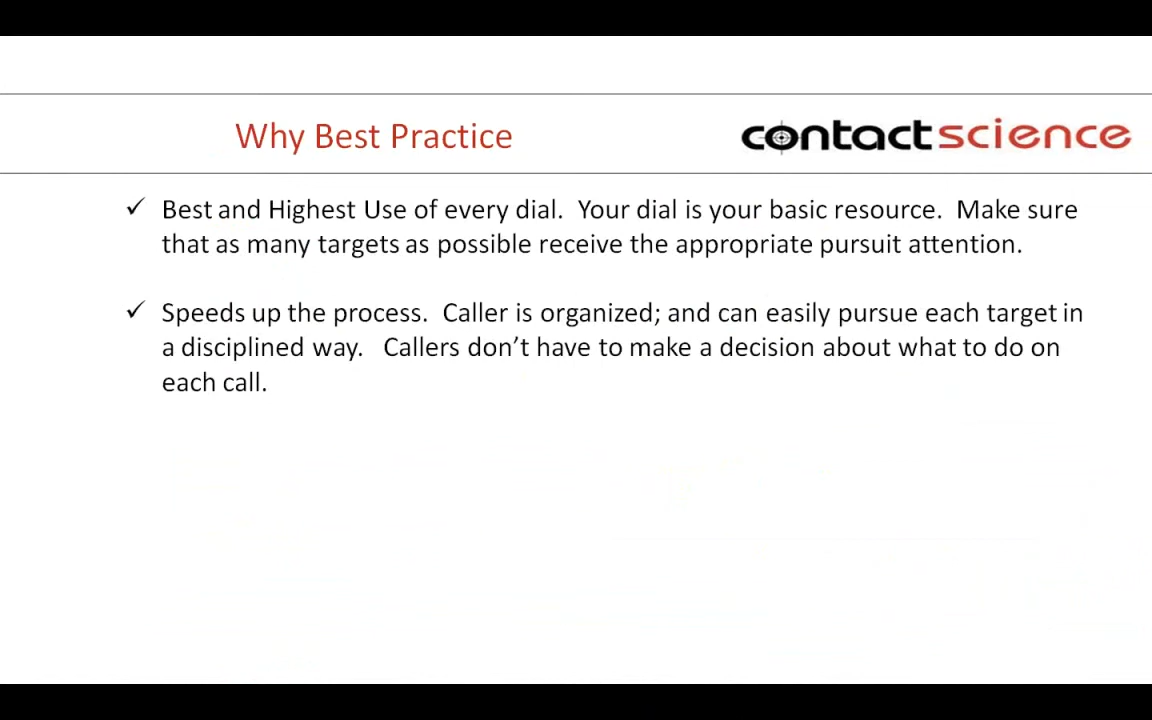 Why Best Practice
contactscience
✓ Best and Highest Use of every dial. Your dial is your basic resource. Make sure
that as many targets as possible receive the appropriate pursuit attention.
✓ Speeds up the process. Caller is organized; and can easily pursue each target in
a disciplined way. Callers don't have to make a decision about what to do on
each call.